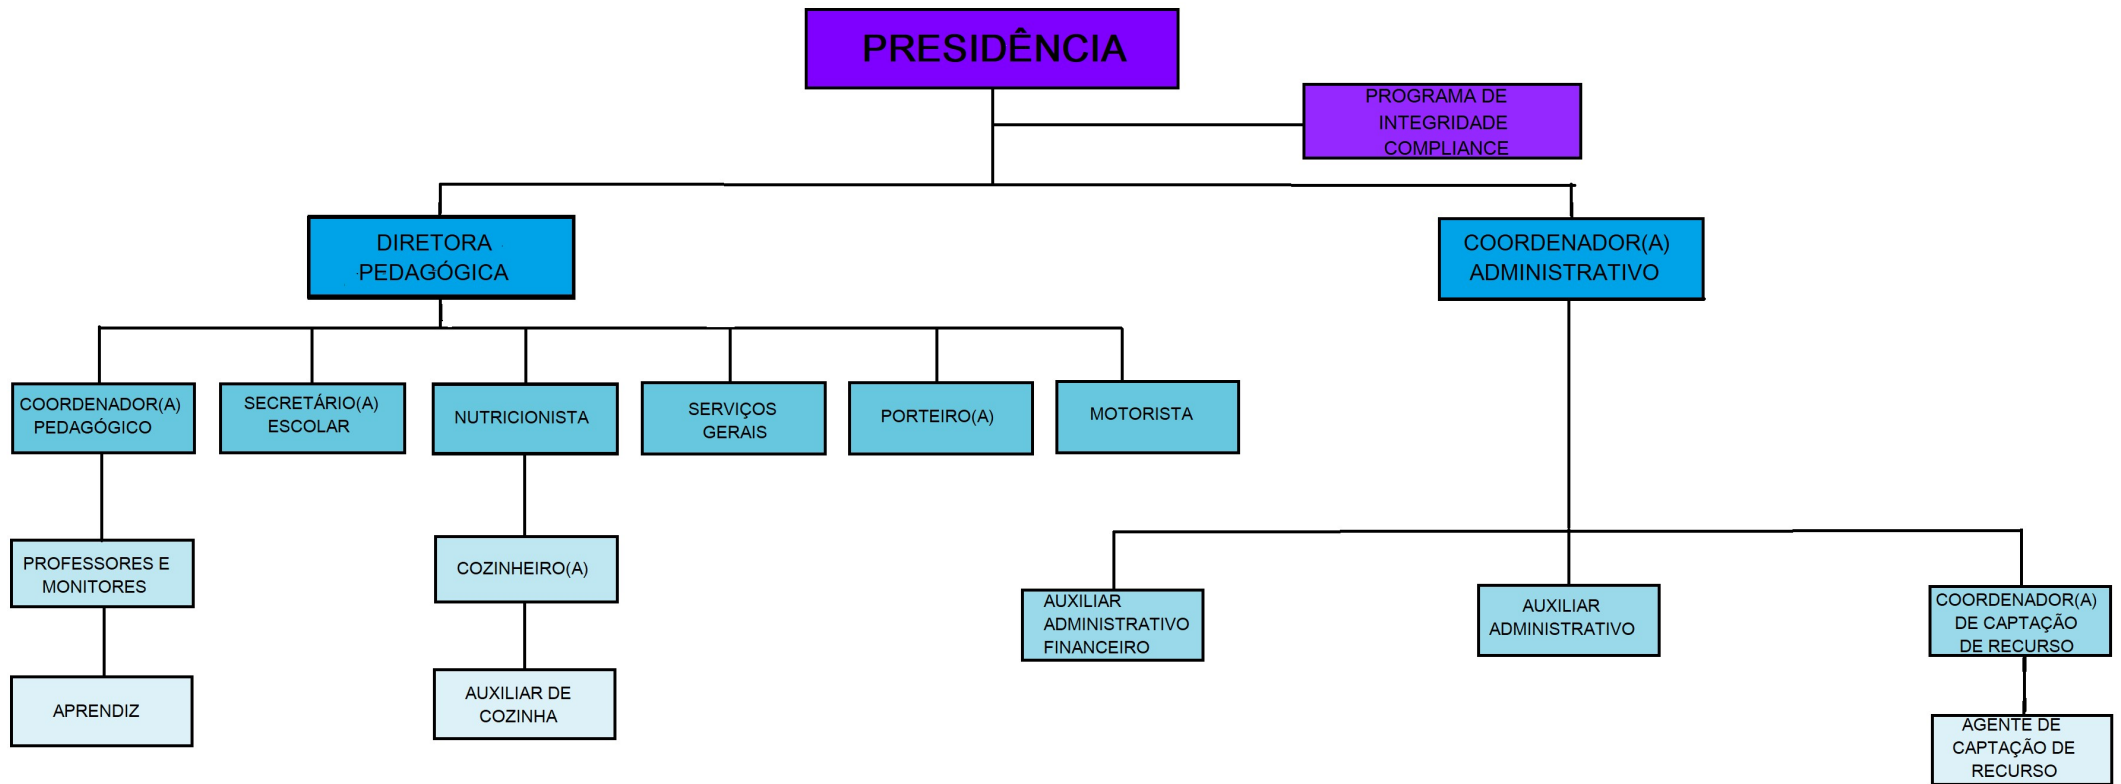 PRESIDÊNCIA
PROGRAMA DE
INTEGRIDADE
COMPLIANCE
DIRETORA
PEDAGÓGICA
COORDENADOR(A)
ADMINISTRATIVO
COORDENADOR(A)
PEDAGÓGICO
SECRETÁRIO(A)
ESCOLAR
NUTRICIONISTA
SERVIÇOS
GERAIS
PORTEIRO(A)
MOTORISTA
PROFESSORES E
MONITORES
COZINHEIRO(A)
AUXILIAR
ADMINISTRATIVO
FINANCEIRO
AUXILIAR
ADMINISTRATIVO
COORDENADOR(A)
DE CAPTAÇÃO
DE RECURSO
APRENDIZ
AUXILIAR DE
COZINHA
AGENTE DE
CAPTAÇÃO DE
RECURSO